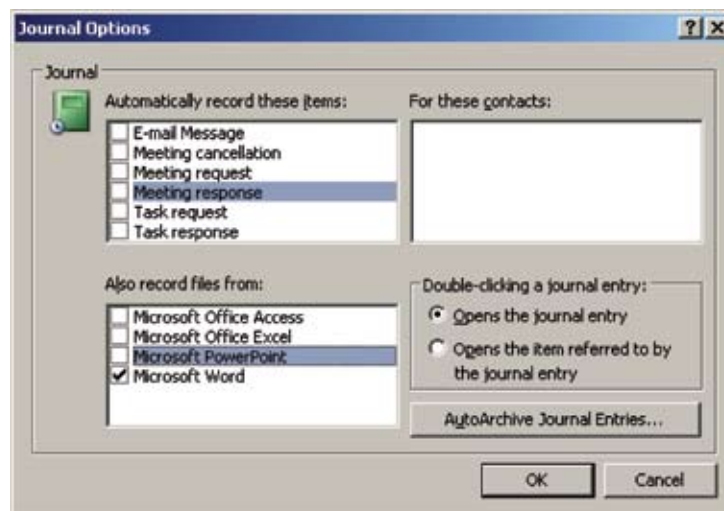 Journal Options
Journal
Automatically record these items:
E-mail Message
Meeting cancellation
Meeting request
Meeting response
Task request
Task response
For these contacts:
Also record files from:
Microsoft Office Access
Microsoft Office Excel
Microsoft PowerPoint
Microsoft Word
Double-clicking a journal entry:
Opens the journal entry
Opens the item referred to by
the journal entry
AutoArchive Journal Entries...
OK
Cancel